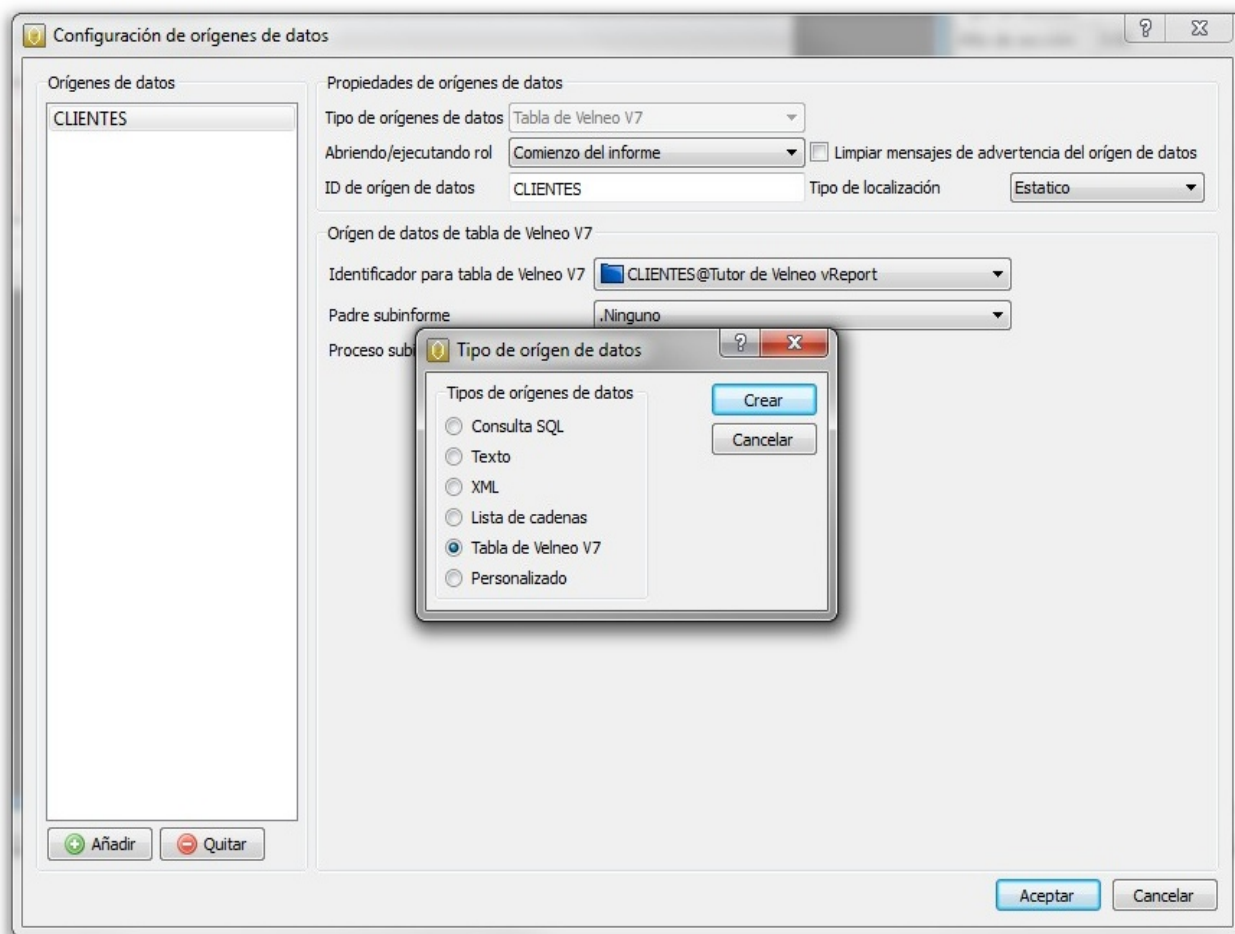 Configuración de orígenes de datos
Orígenes de datos
CLIENTES
Propiedades de orígenes de datos
Tipo de orígenes de datos Tabla de Velneo V7
Abriendo/ejecutando rol Comienzo del informe Limpiar mensajes de advertencia del orígen de datos
ID de orígen de datos CLIENTES Tipo de localización Estatico
Orígen de datos de tabla de Velneo V7
Identificador para tabla de Velneo V7 CLIENTES@Tutor de Velneo vReport
Padre subinforme .Ninguno
Proceso subi
Tipo de orígen de datos
Tipos de orígenes de datos
Consulta SQL
Texto
XML
Lista de cadenas
Tabla de Velneo V7
Personalizado
Crear
Cancelar
Añadir Quitar
Aceptar Cancelar